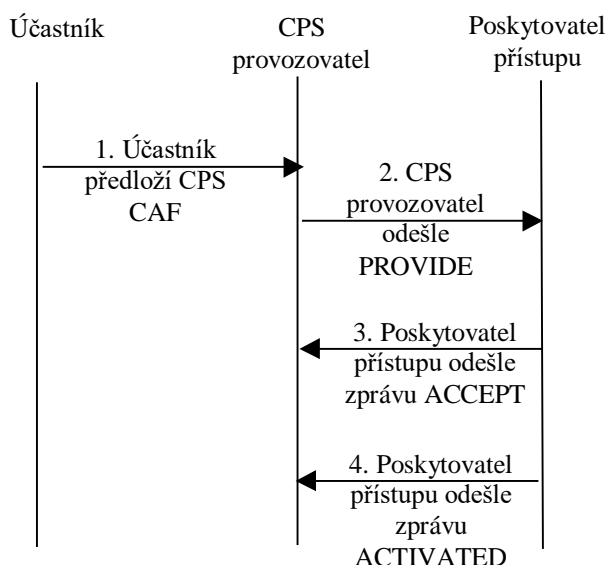 Účastník
CPS
provozovatel
Poskytovatel
přístupu
1. Účastník
předloží CPS
CAF
2. CPS
provozovatel
odešle
PROVIDE
3. Poskytovatel
přístupu odešle
zprávu ACCEPT
4. Poskytovatel
přístupu odešle
zprávu
ACTIVATED